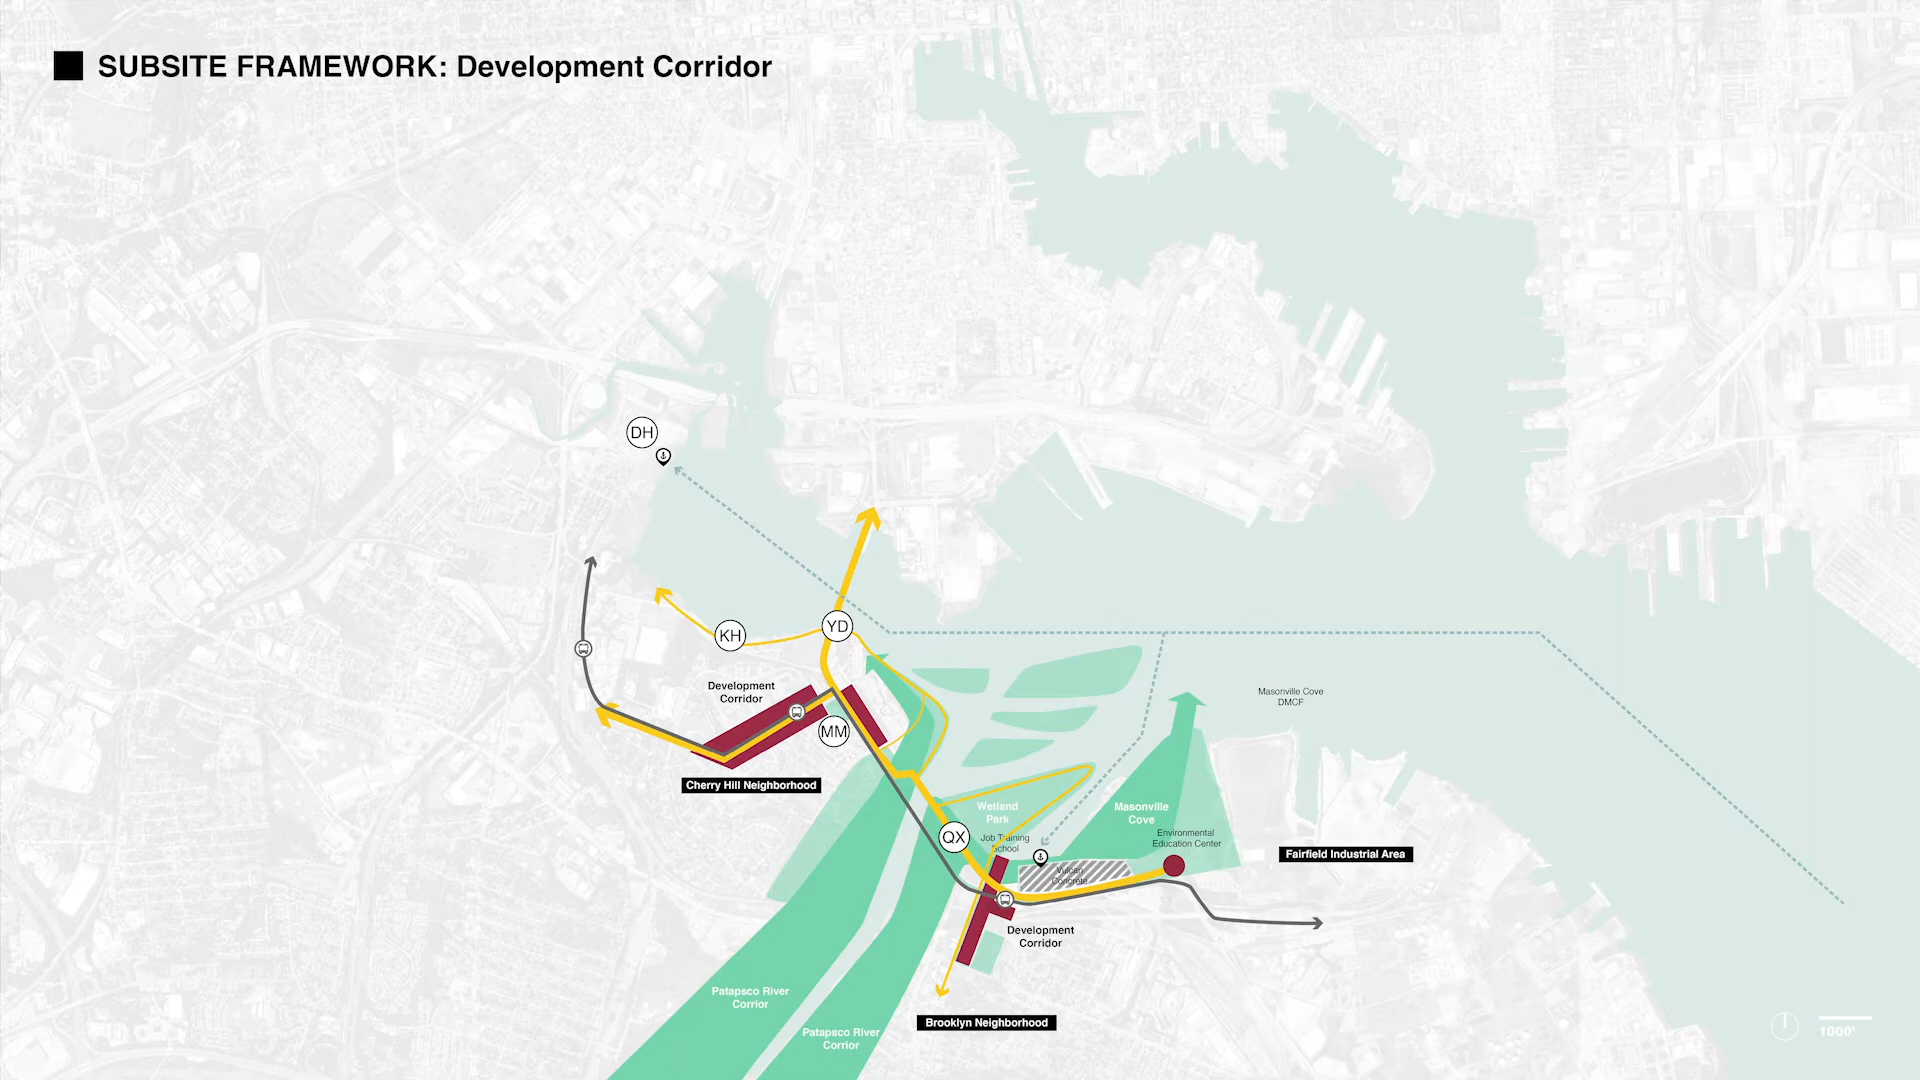 SUBSITE FRAMEWORK: Development Corridor
DH
KH
YD
Development
Corridor
MM
Masonville Cove
DMCF
Cherry Hill Neighborhood
Wetland
Park
Masonville
Cove
QX
Job Training
School
Environmental
Education Center
Fairfield Industrial Area
Vulcan
Concrete
Development
Corridor
Patapsco River
Corrior
Brooklyn Neighborhood
Patapsco River
Corrior
1000'